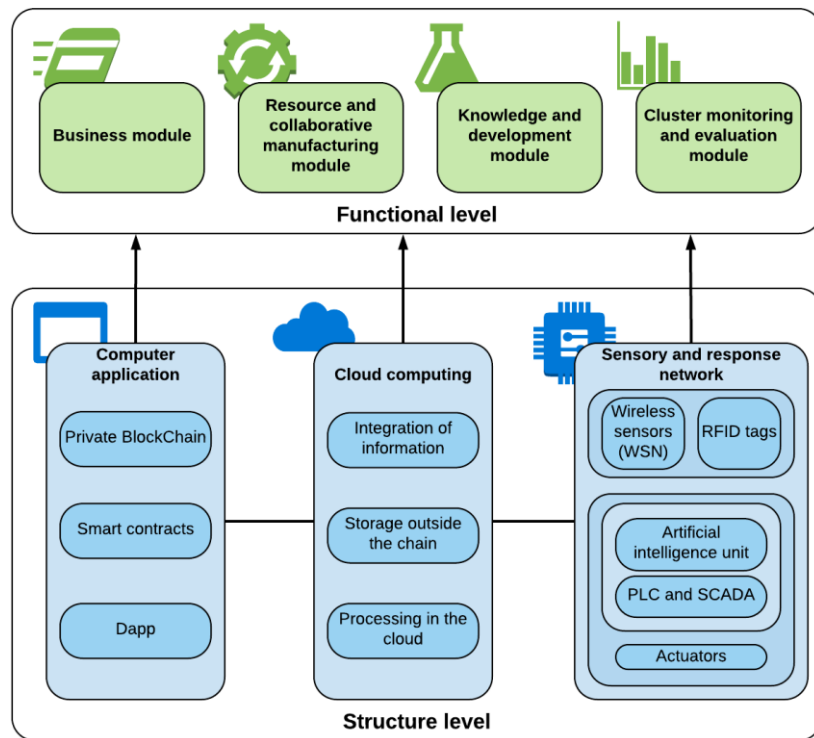 Business module
Resource and
collaborative
manufacturing
module
Knowledge and
development
module
Cluster monitoring
and evaluation
module
Functional level
Computer
application
Private BlockChain
Smart contracts
Dapp
Cloud computing
Integration of
information
Storage outside
the chain
Processing in the
cloud
Sensory and response
network
Wireless
sensors
(WSN)
RFID tags
Artificial
intelligence unit
PLC and SCADA
Actuators
Structure level